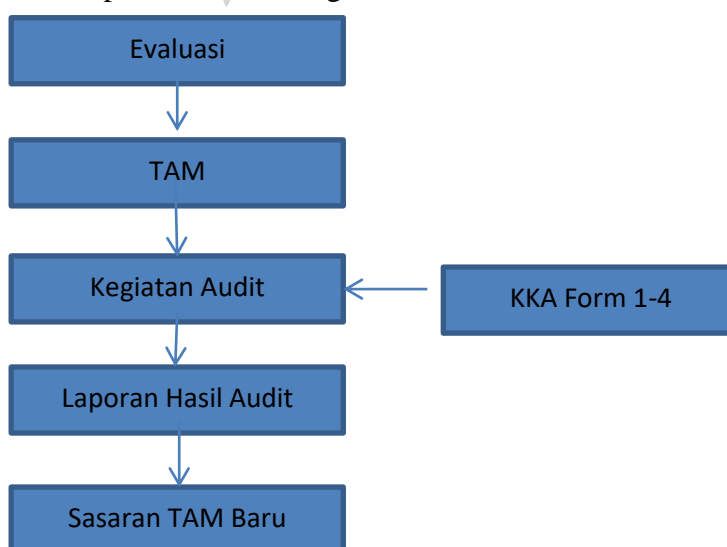 Evaluasi
TAM
Kegiatan Audit
KKA Form 1-4
Laporan Hasil Audit
Sasaran TAM Baru